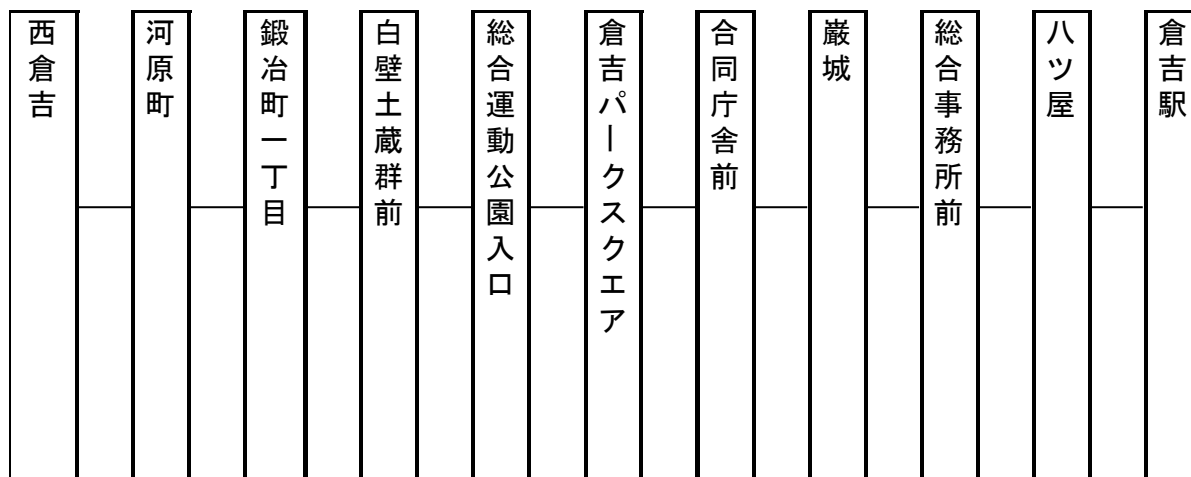 西倉吉
河原町
鍛冶町一丁目
白壁土蔵群前
総合運動公園入口
倉吉パークスクエア
合同庁舎前
巌城
総合事務所前
八ツ屋
倉吉駅